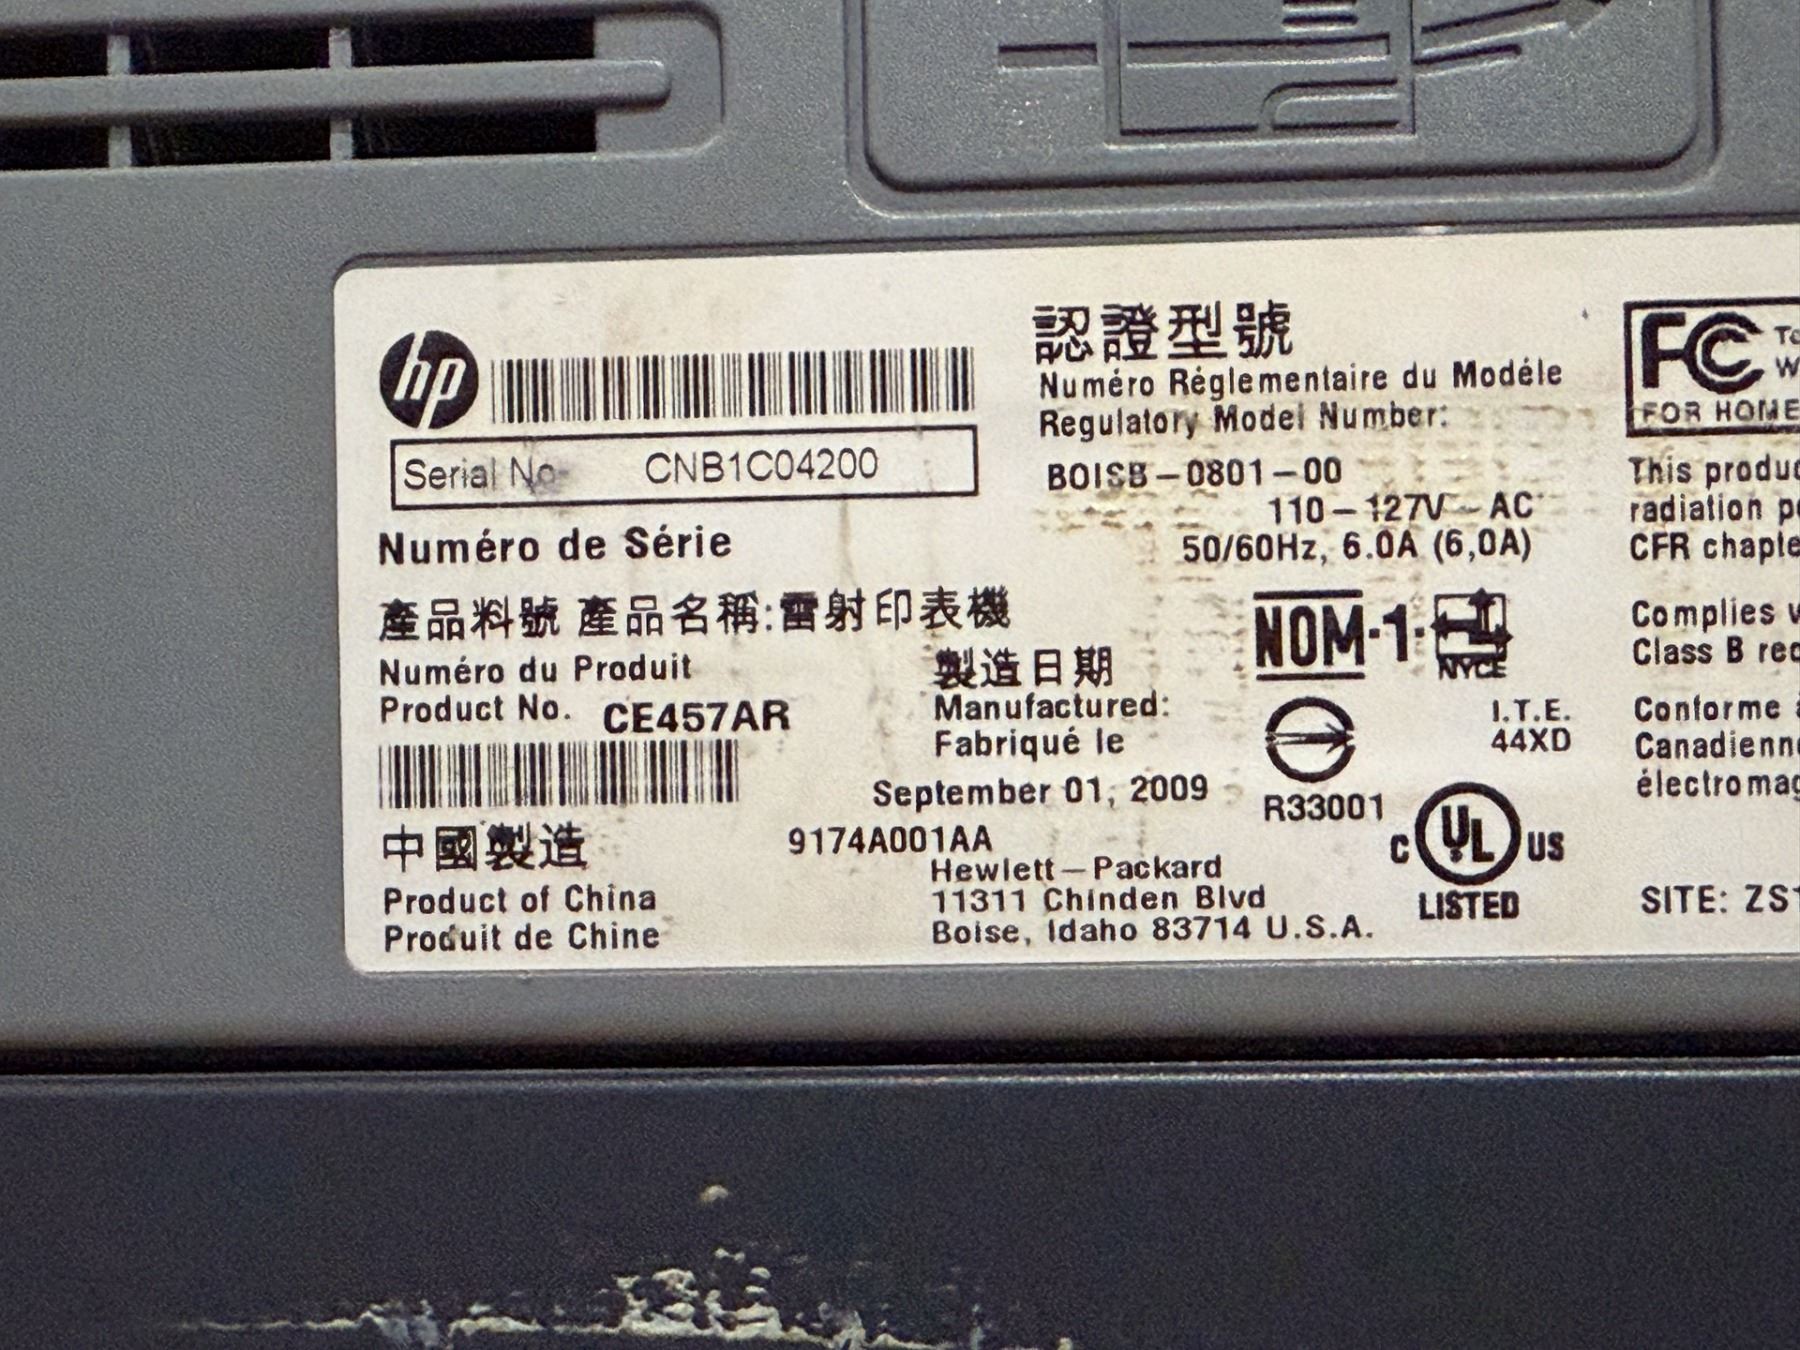 hp
Serial No. CNB1C04200
Numéro de Série
產品料號 產品名稱:雷射印表機
Numéro du Produit
Product No. CE457AR
中國製造
Product of China
Produit de Chine
認證型號
Numéro Réglementaire du Modéle
Regulatory Model Number:
BOISB-0801-00
110-127V~AC
50/60Hz, 6.0A (6,0A)
製造日期
Manufactured:
Fabriqué le
September 01, 2009
9174A001AA
Hewlett-Packard
11311 Chinden Blvd
Boise, Idaho 83714 U.S.A.
NOM-1-
NYCE
R33001
I.T.E.
44XD
C UL US
LISTED
FC
FOR HOME
This produc
radiation p
CFR chapte
Complies
Class B rec
Conforme
Canadienn
électromag
SITE: ZS1